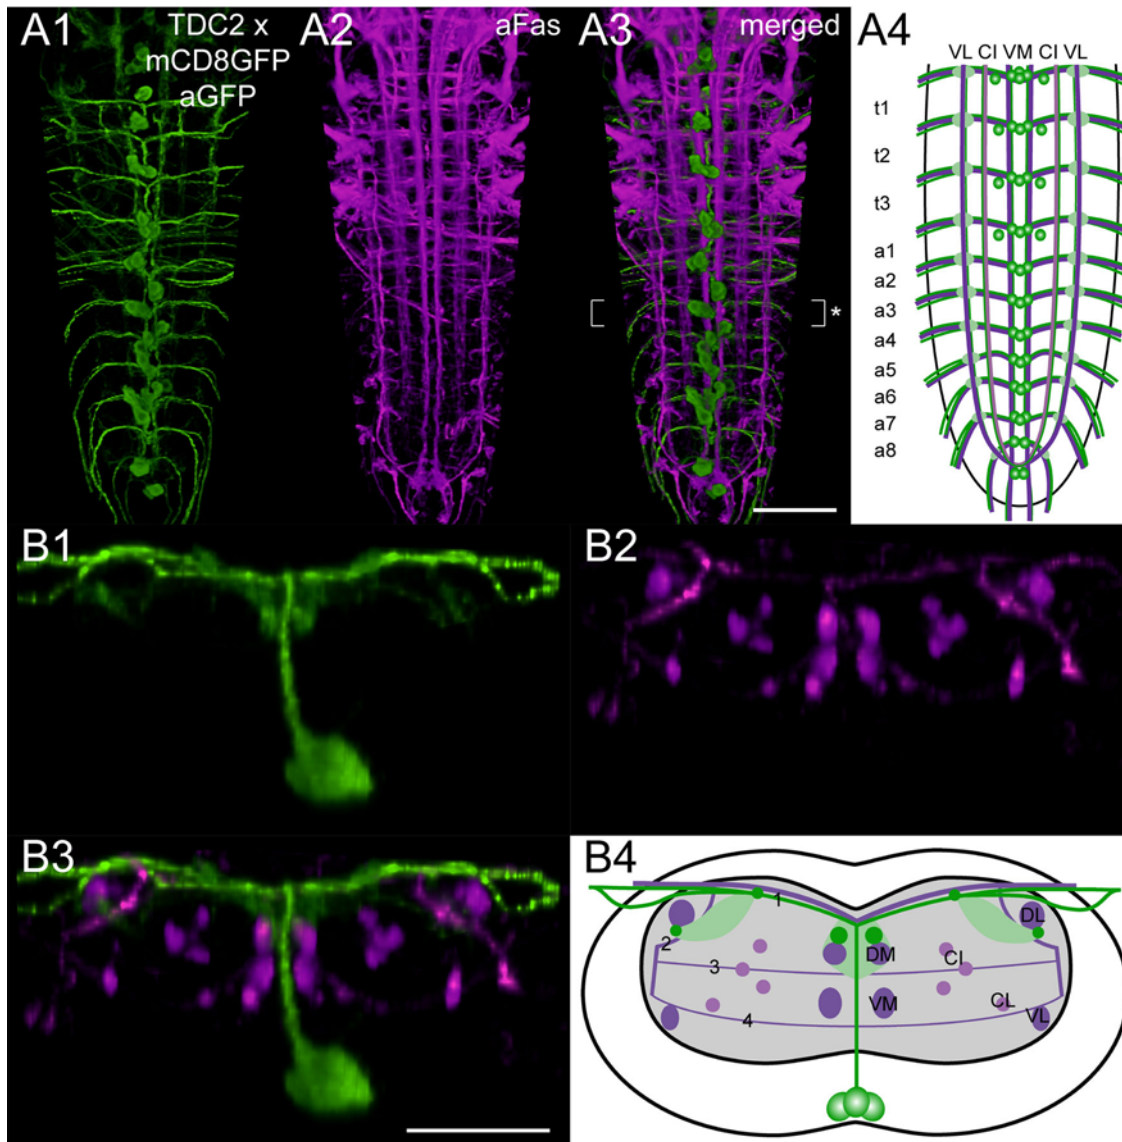 A1
TDC2 x
mCD8GFP
aGFP
A2
aFas
A3
merged
*
A4
VL CI VM CI VL
t1
t2
t3
a1
a2
a3
a4
a5
a6
a7
a8
B1
B2
B3
B4
1
DL
2
DM
CI
3
VM
CL
VL
4